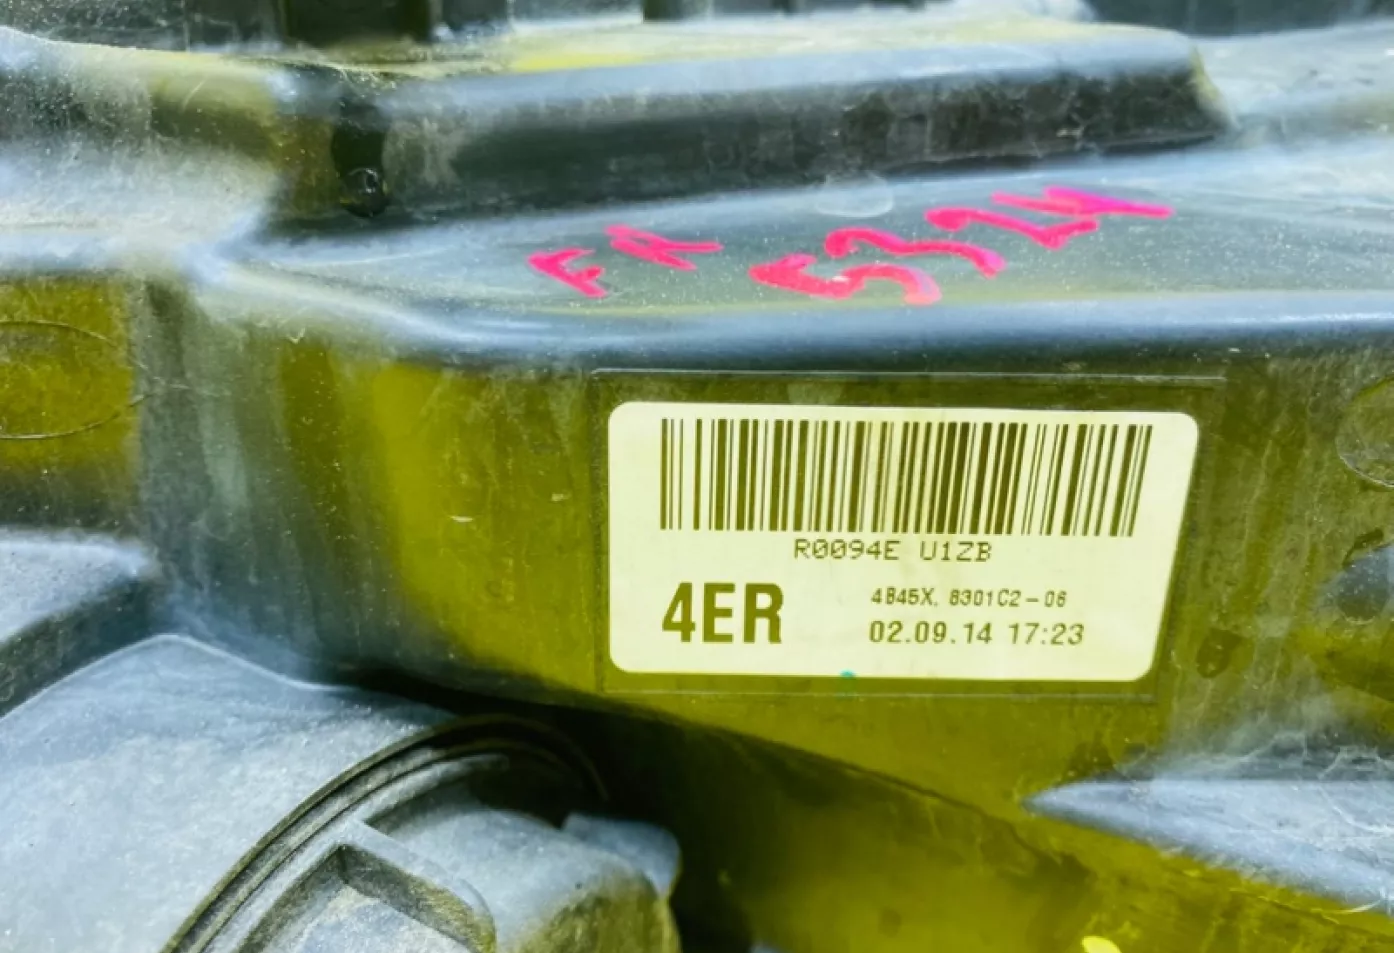 FR 5324
R0094E U1ZB
4ER
4B45X. 8301C2-06
02.09.14 17:23